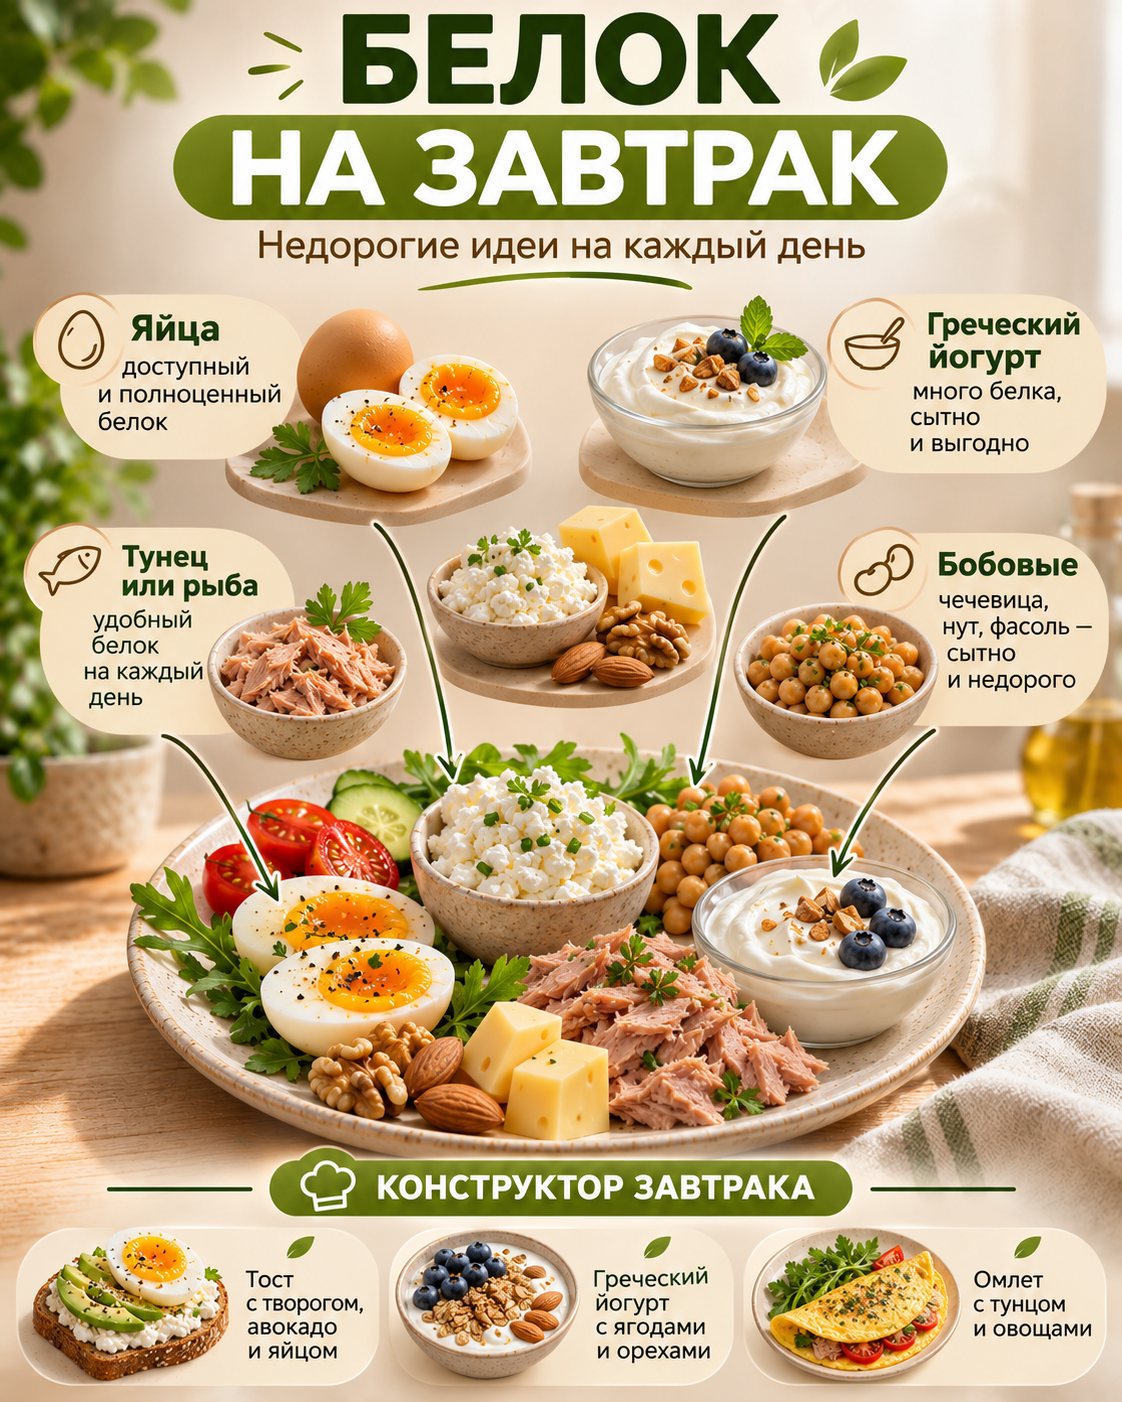 БЕЛОК
НА ЗАВТРАК
Недорогие идеи на каждый день
Яйца
доступный
и полноценный
белок
Греческий
йогурт
много белка,
сытно
и выгодно
Тунец
или рыба
удобный
белок
на каждый
день
Бобовые
чечевица,
нут, фасоль —
сытно
и недорого
КОНСТРУКТОР ЗАВТРАКА
Тост
с творогом,
авокадо
и яйцом
Греческий
йогурт
с ягодами
и орехами
Омлет
с тунцом
и овощами